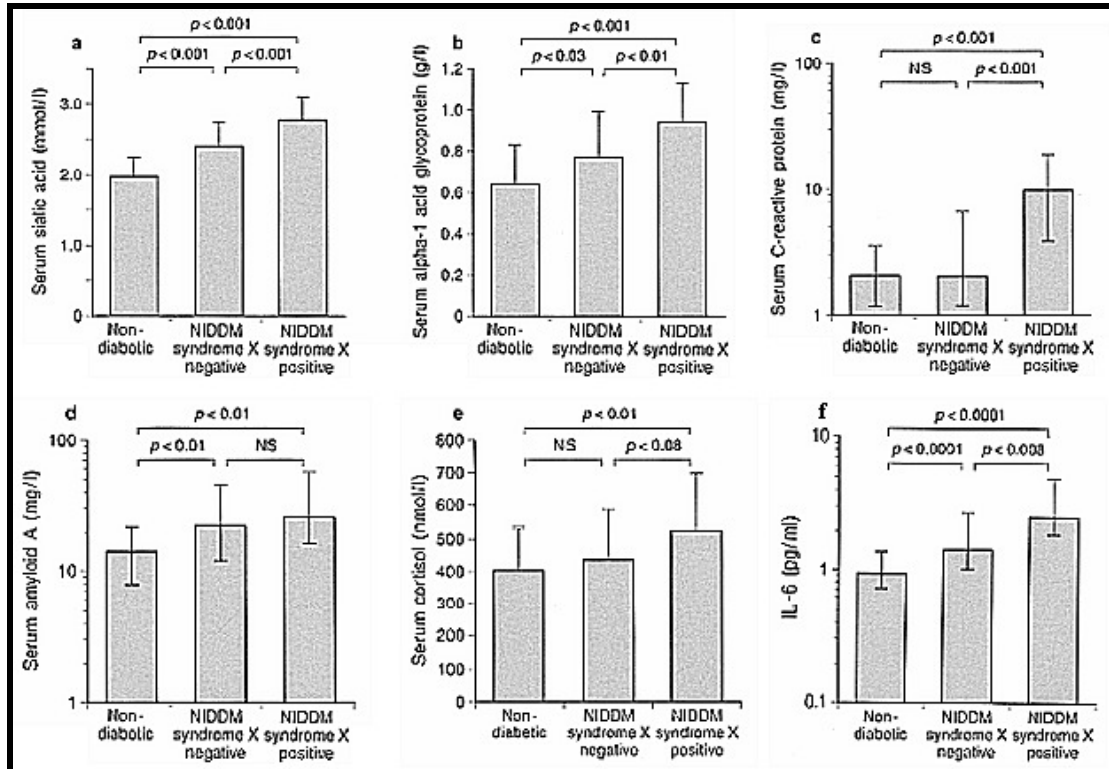 a
p < 0.001
p < 0.001
p < 0.001
Serum sialic acid (mmol/l)
3.0
2.0
1.0
0
Non-
diabetic
NIDDM
syndrome X
negative
NIDDM
syndrome X
positive
b
p < 0.001
p < 0.03
p < 0.01
Serum alpha-1 acid glycoprotein (g/l)
1.2
1.0
0.8
0.6
0.4
0.2
0
Non-
diabetic
NIDDM
syndrome X
negative
NIDDM
syndrome X
positive
c
p < 0.001
NS
p < 0.001
Serum C-reactive protein (mg/l)
100
10
1
Non-
diabetic
NIDDM
syndrome X
negative
NIDDM
syndrome X
positive
d
p < 0.01
p < 0.01
NS
Serum amyloid A (mg/l)
100
10
1
Non-
diabetic
NIDDM
syndrome X
negative
NIDDM
syndrome X
positive
e
p < 0.01
NS
p < 0.08
Serum cortisol (nmol/l)
800
700
600
500
400
300
200
100
0
Non-
diabetic
NIDDM
syndrome X
negative
NIDDM
syndrome X
positive
f
p < 0.0001
p < 0.0001
p < 0.008
IL-6 (pg/ml)
10
1
0.1
Non-
diabetic
NIDDM
syndrome X
negative
NIDDM
syndrome X
positive